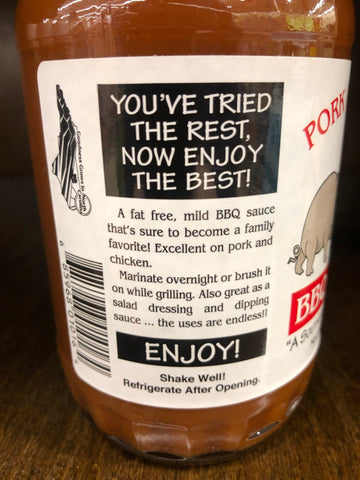 YOU'VE TRIED
THE REST,
NOW ENJOY
THE BEST!
A fat free, mild BBQ sauce
that's sure to become a family
favorite! Excellent on pork and
chicken.
Marinate overnight or brush it
on while grilling. Also great as a
salad dressing and dipping
sauce ... the uses are endless!!
ENJOY!
Shake Well!
Refrigerate After Opening.
PORK
BBQ
"A